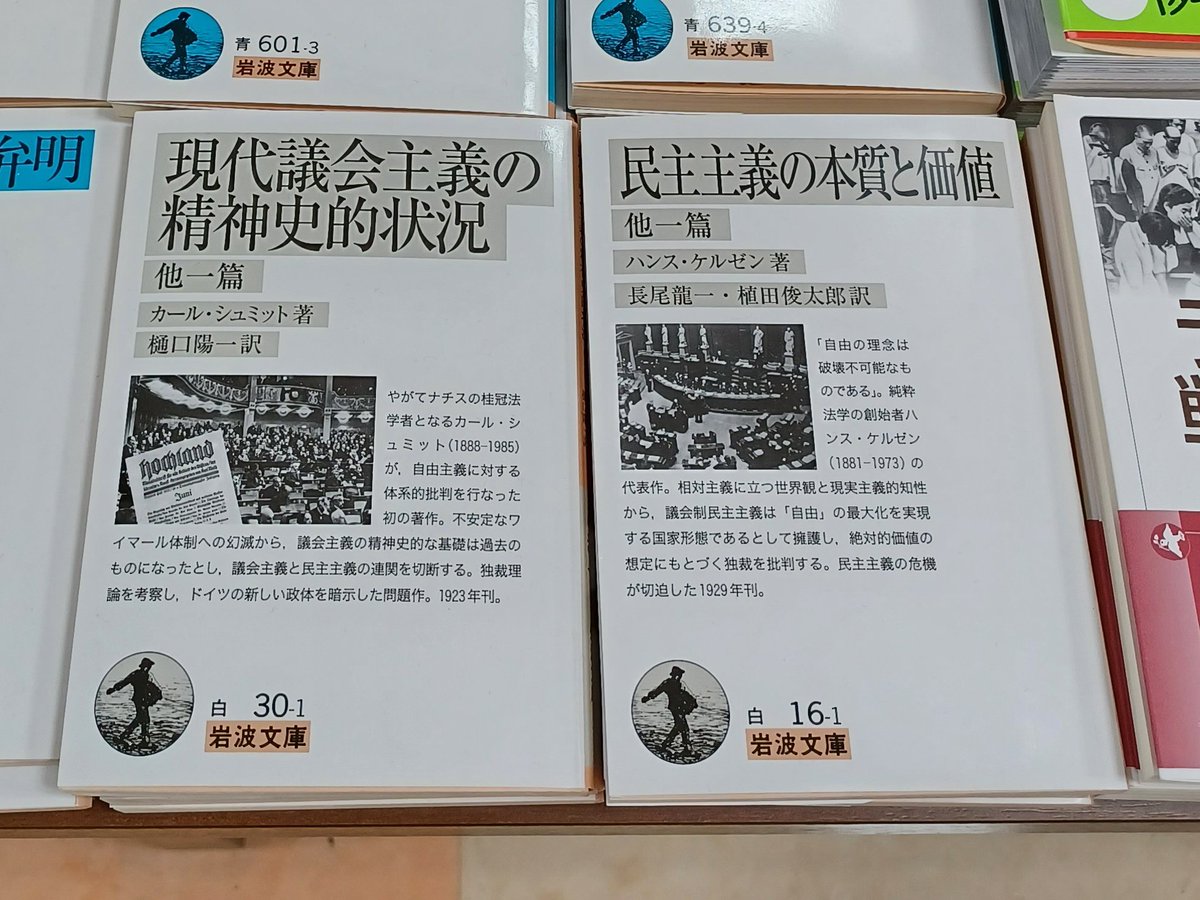 青 601-3
岩波文庫
青 639-4
岩波文庫
弁明
現代議会主義の
精神史的状況
他一篇
カール・シュミット著
樋口陽一訳
hochland
Juni
やがてナチスの桂冠法
学者となるカール・シ
ュミット(1888-1985)
が，自由主義に対する
体系的批判を行なった
初の著作。不安定なワ
イマール体制への幻滅から，議会主義の精神史的な基礎は過去の
ものになったとし，議会主義と民主主義の連関を切断する。独裁理
論を考察し，ドイツの新しい政体を暗示した問題作。1923年刊。
白 30-1
岩波文庫
民主主義の本質と価値
他一篇
ハンス・ケルゼン著
長尾龍一・植田俊太郎訳
「自由の理念は
破壊不可能なも
のである」。純粋
法学の創始者ハ
ンス・ケルゼン
(1881-1973)の
代表作。相対主義に立つ世界観と現実主義的知性
から，議会制民主主義は「自由」の最大化を実現
する国家形態であるとして擁護し，絶対的価値の
想定にもとづく独裁を批判する。民主主義の危機
が切迫した1929年刊。
白 16-1
岩波文庫